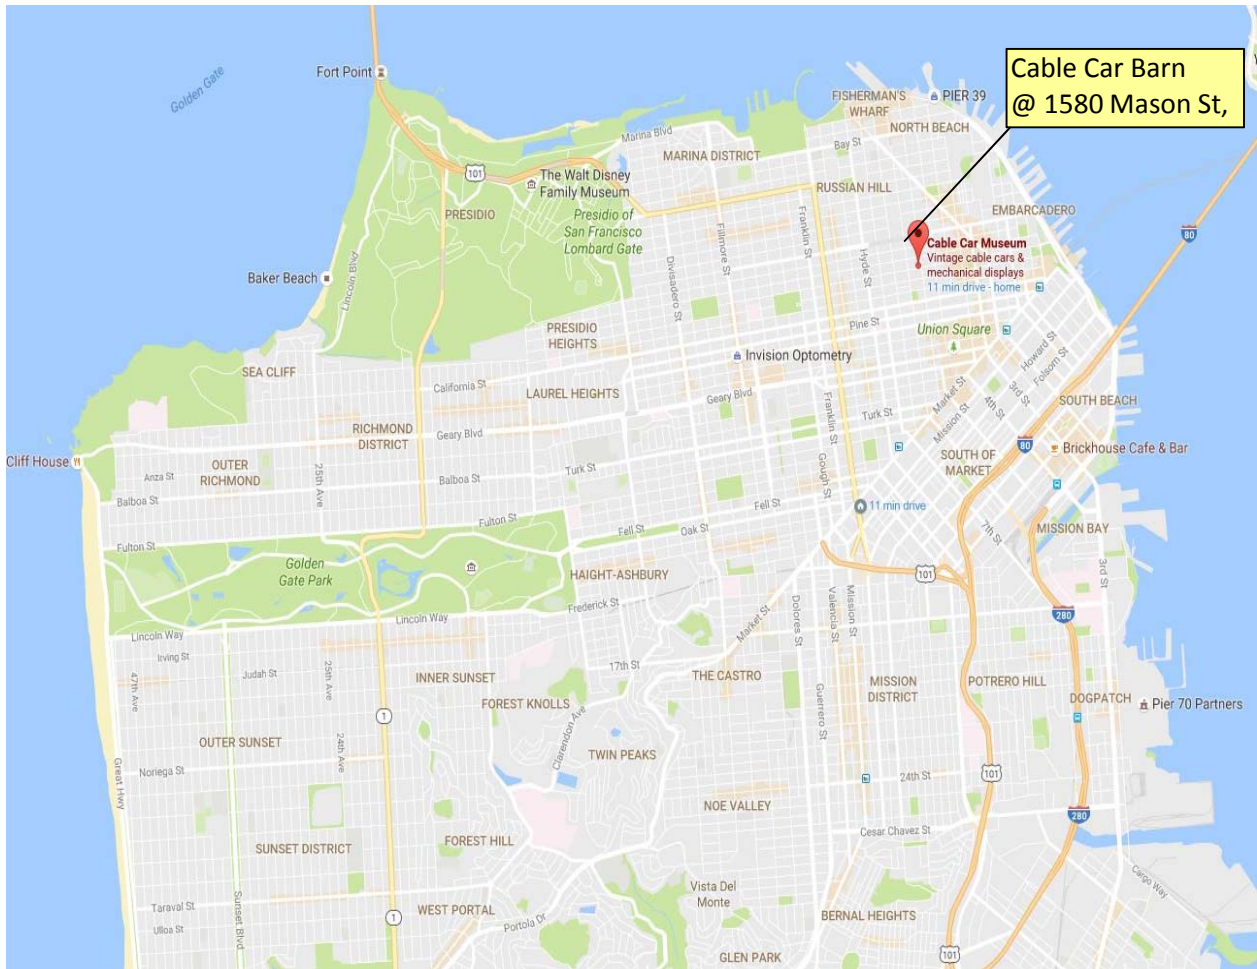 Cable Car Barn
@ 1580 Mason St,
Golden Gate
Fort Point
PIER 39
FISHERMAN'S
WHARF
NORTH BEACH
Marina Blvd
MARINA DISTRICT
Bay St
101
The Walt Disney
Family Museum
RUSSIAN HILL
PRESIDIO
Presidio of
San Francisco
Lombard Gate
EMBARCADERO
Franklin St
Fillmore St
80
Hyde St
Cable Car Museum
Vintage cable cars &
mechanical displays
11 min drive - home
Lincoln Blvd
Baker Beach
Divisadero St
PRESIDIO
HEIGHTS
Pine St
Union Square
Howard St
Folsom St
Invision Optometry
SEA CLIFF
California St
LAUREL HEIGHTS
Geary Blvd
Market St
Mission St
3rd St
4th St
SOUTH BEACH
Franklin St
Turk St
RICHMOND
DISTRICT
Geary Blvd
80
Brickhouse Cafe & Bar
Cliff House
OUTER
RICHMOND
Anza St
25th Ave
Turk St
Gough St
SOUTH OF
MARKET
Balboa St
Balboa St
Fell St
11 min drive
Fulton St
Fulton St
Fell St
Oak St
7th St
MISSION BAY
Golden
Gate Park
HAIGHT-ASHBURY
101
3rd St
Frederick St
Lincoln Way
Lincoln Way
Market St
Dolores St
Valencia St
Mission St
280
Irving St
Judah St
47th Ave
25th Ave
INNER SUNSET
17th St
THE CASTRO
MISSION
DISTRICT
POTRERO HILL
DOGPATCH
Pier 70 Partners
FOREST KNOLLS
Clarendon Ave
Guerrero St
1
OUTER SUNSET
24th Ave
TWIN PEAKS
Great Hwy
Noriega St
24th St
101
NOE VALLEY
280
Cesar Chavez St
SUNSET DISTRICT
FOREST HILL
Cargo Way
Vista Del
Monte
Taraval St
Sunset Blvd
1
WEST PORTAL
Portola Dr
BERNAL HEIGHTS
Ulloa St
GLEN PARK
101